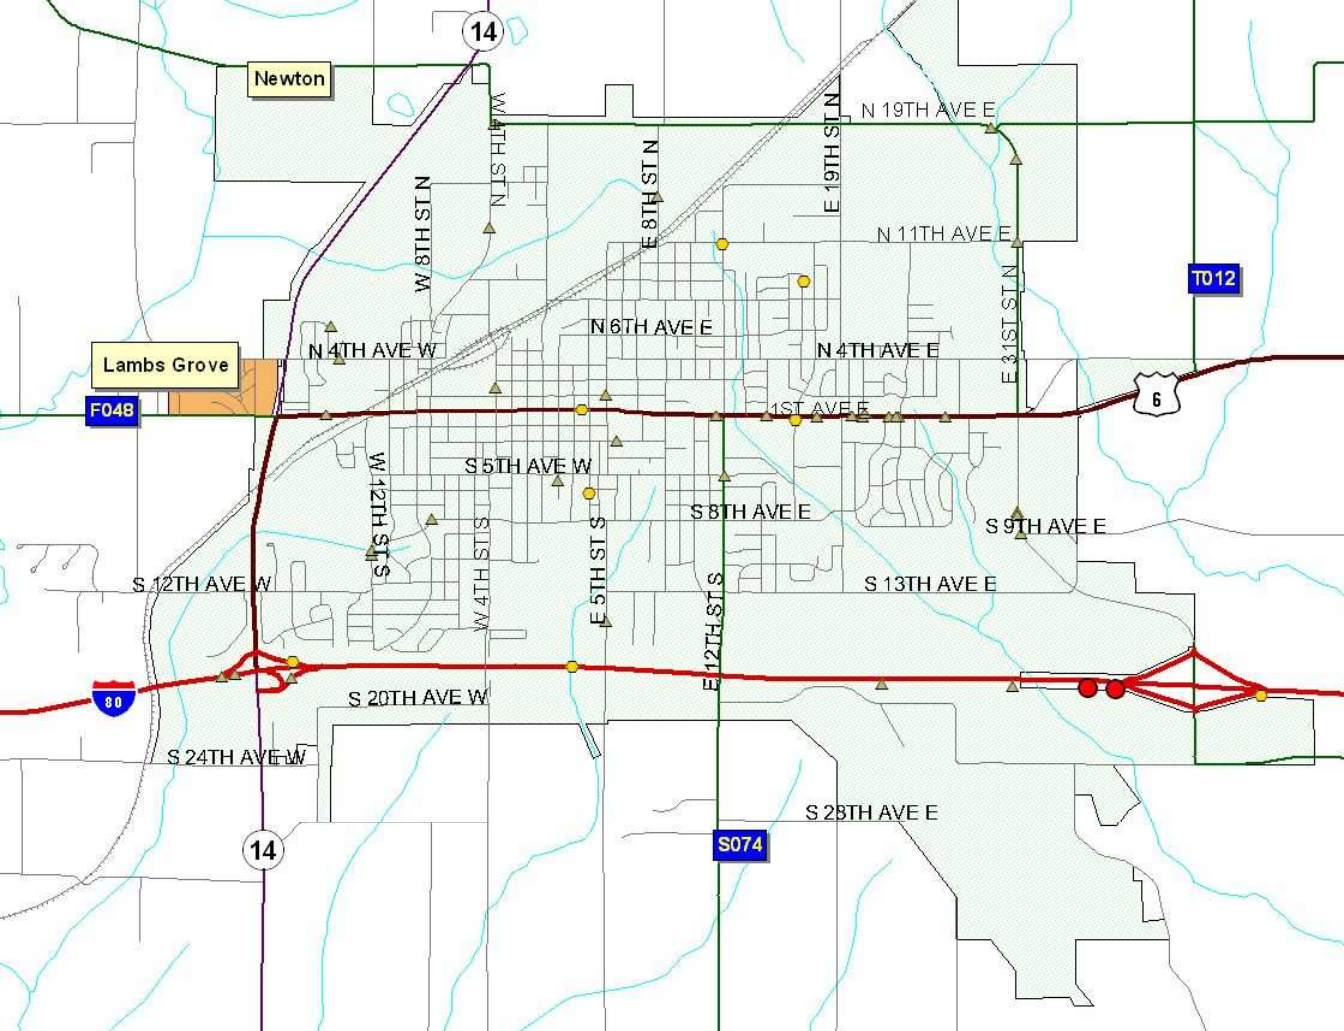 14
Newton
N 19TH AVE E
W 4TH ST N
E 19TH ST N
E 8TH ST N
W 8TH ST N
N 11TH AVE E
T012
E 31ST ST N
N 6TH AVE E
N 4TH AVE W
N 4TH AVE E
Lambs Grove
6
F048
1ST AVE E
S 5TH AVE W
W 12TH ST S
S 8TH AVE E
S 9TH AVE E
W 4TH ST S
E 5TH ST S
S 12TH AVE W
S 13TH AVE E
E 12TH ST S
80
S 20TH AVE W
S 24TH AVE W
S 28TH AVE E
14
S074